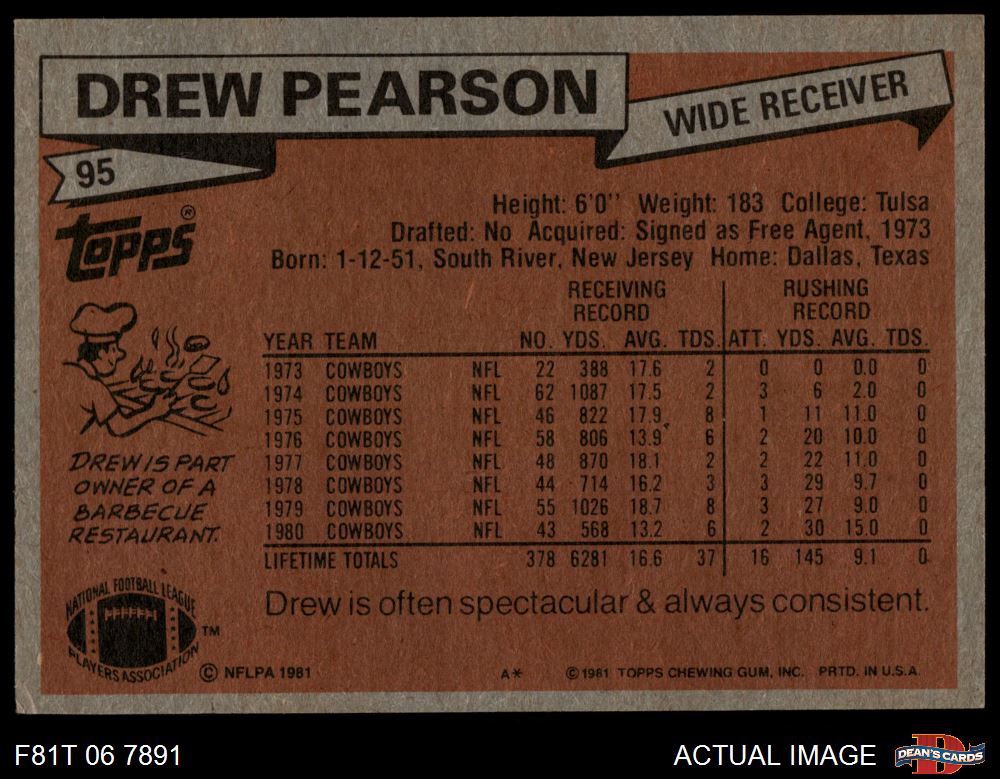 DREW PEARSON
WIDE RECEIVER
95
topps®
Height: 6'0" Weight: 183 College: Tulsa
Drafted: No Acquired: Signed as Free Agent, 1973
Born: 1-12-51, South River, New Jersey Home: Dallas, Texas
RECEIVING RECORD RUSHING RECORD
YEAR TEAM NO. YDS. AVG. TDS. ATT. YDS. AVG. TDS.
1973 COWBOYS NFL 22 388 17.6 2 0 0 0.0 0
1974 COWBOYS NFL 62 1087 17.5 2 3 6 2.0 0
1975 COWBOYS NFL 46 822 17.9 8 1 11 11.0 0
1976 COWBOYS NFL 58 806 13.9 6 2 20 10.0 0
1977 COWBOYS NFL 48 870 18.1 2 2 22 11.0 0
1978 COWBOYS NFL 44 714 16.2 3 3 29 9.7 0
1979 COWBOYS NFL 55 1026 18.7 8 3 27 9.0 0
1980 COWBOYS NFL 43 568 13.2 6 2 30 15.0 0
LIFETIME TOTALS 378 6281 16.6 37 16 145 9.1 0
DREW IS PART
OWNER OF A
BARBECUE
RESTAURANT.
Drew is often spectacular & always consistent.
NATIONAL FOOTBALL LEAGUE
PLAYERS ASSOCIATION
TM
© NFLPA 1981 A* © 1981 TOPPS CHEWING GUM, INC. PRTD. IN U.S.A.
F81T 06 7891 ACTUAL IMAGE
D
DEAN'S CARDS